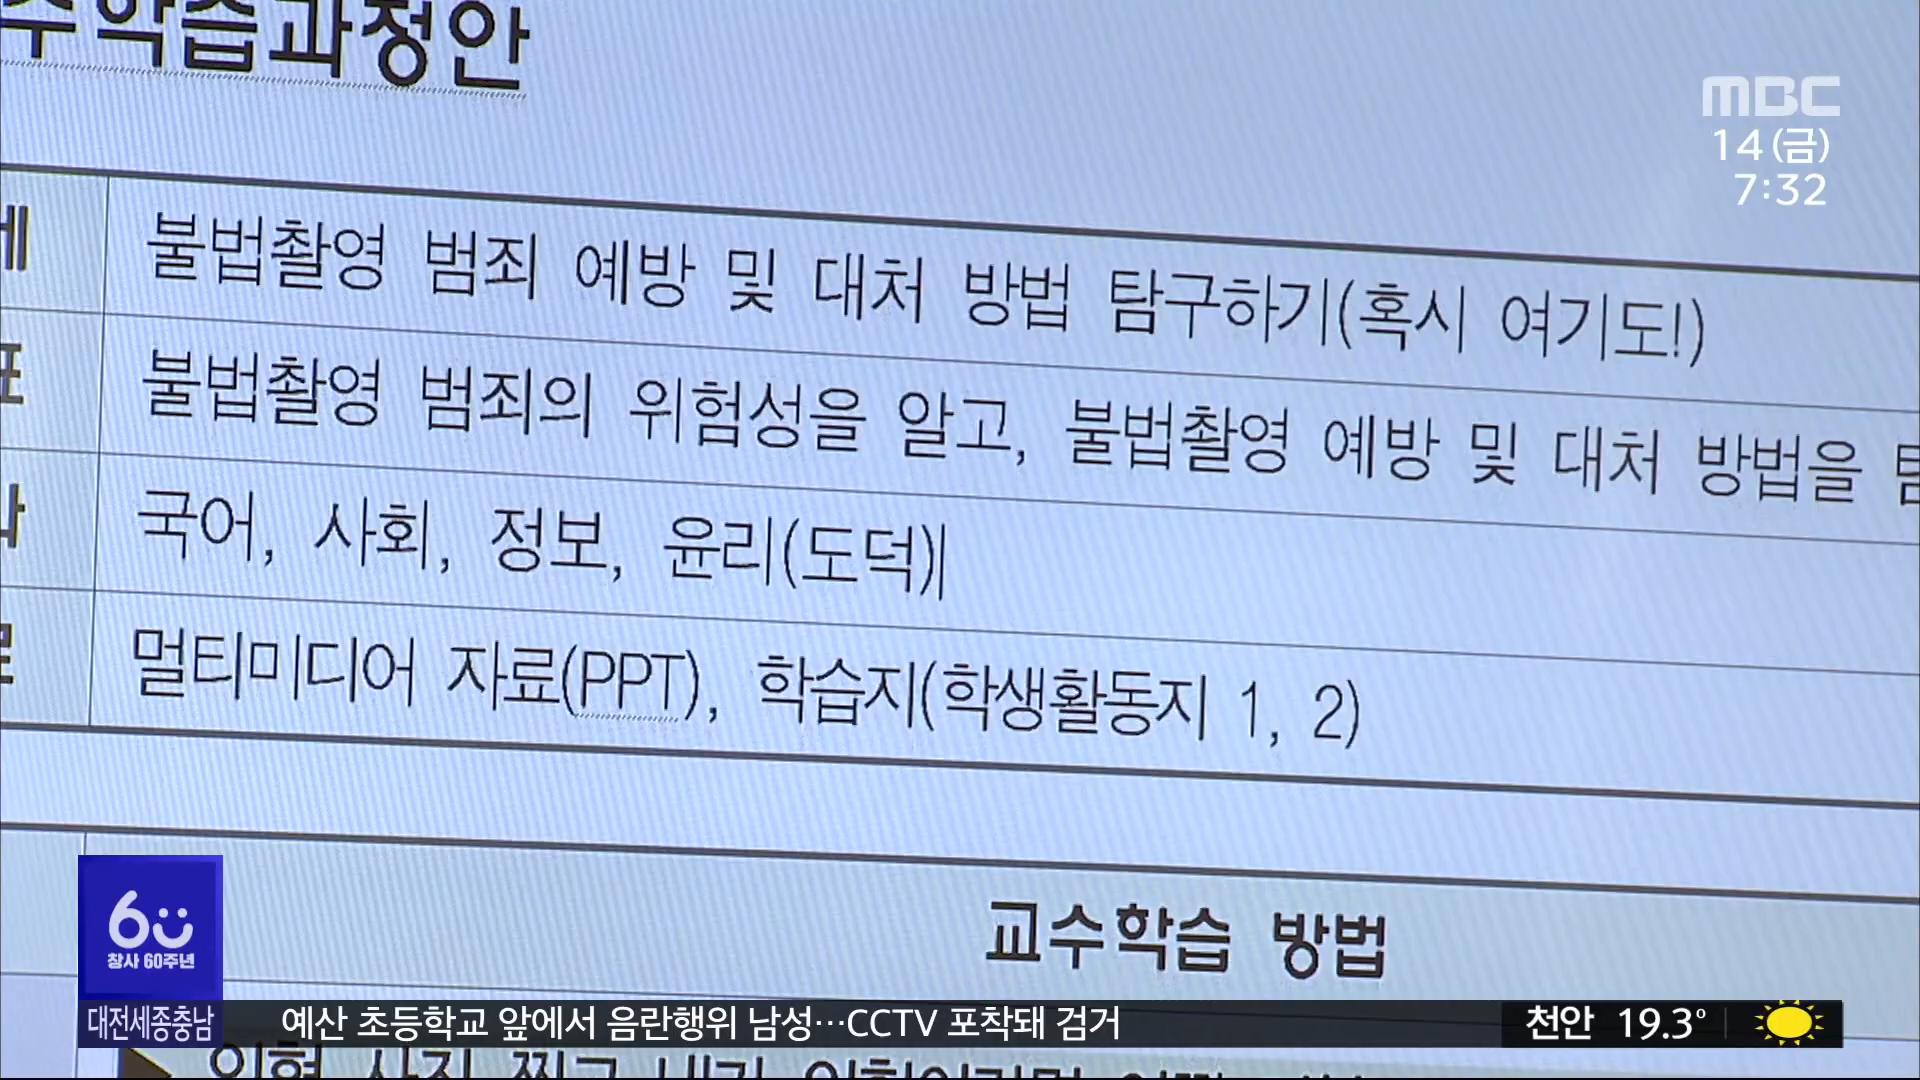 수학습과정안
MBC
14(금)
7:32
불법촬영 범죄 예방 및 대처 방법 탐구하기(혹시 여기도!)
불법촬영 범죄의 위험성을 알고, 불법촬영 예방 및 대처 방법을
국어, 사회, 정보, 윤리(도덕)
멀티미디어 자료(PPT), 학습지(학생활동지 1, 2)
교수학습 방법
60
창사 60주년
대전세종충남
예산 초등학교 앞에서 음란행위 남성…CCTV 포착돼 검거
천안 19.3°